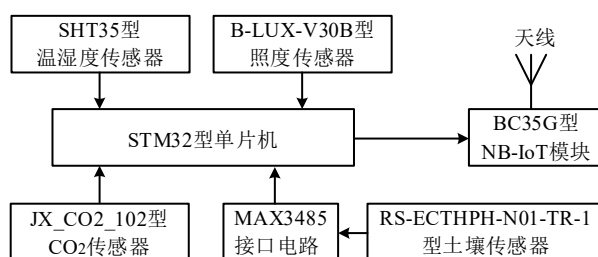 SHT35型
温湿度传感器
B-LUX-V30B型
照度传感器
天线
STM32型单片机
BC35G型
NB-IoT模块
JX_CO2_102型
CO2传感器
MAX3485
接口电路
RS-ECTHPH-N01-TR-1
型土壤传感器